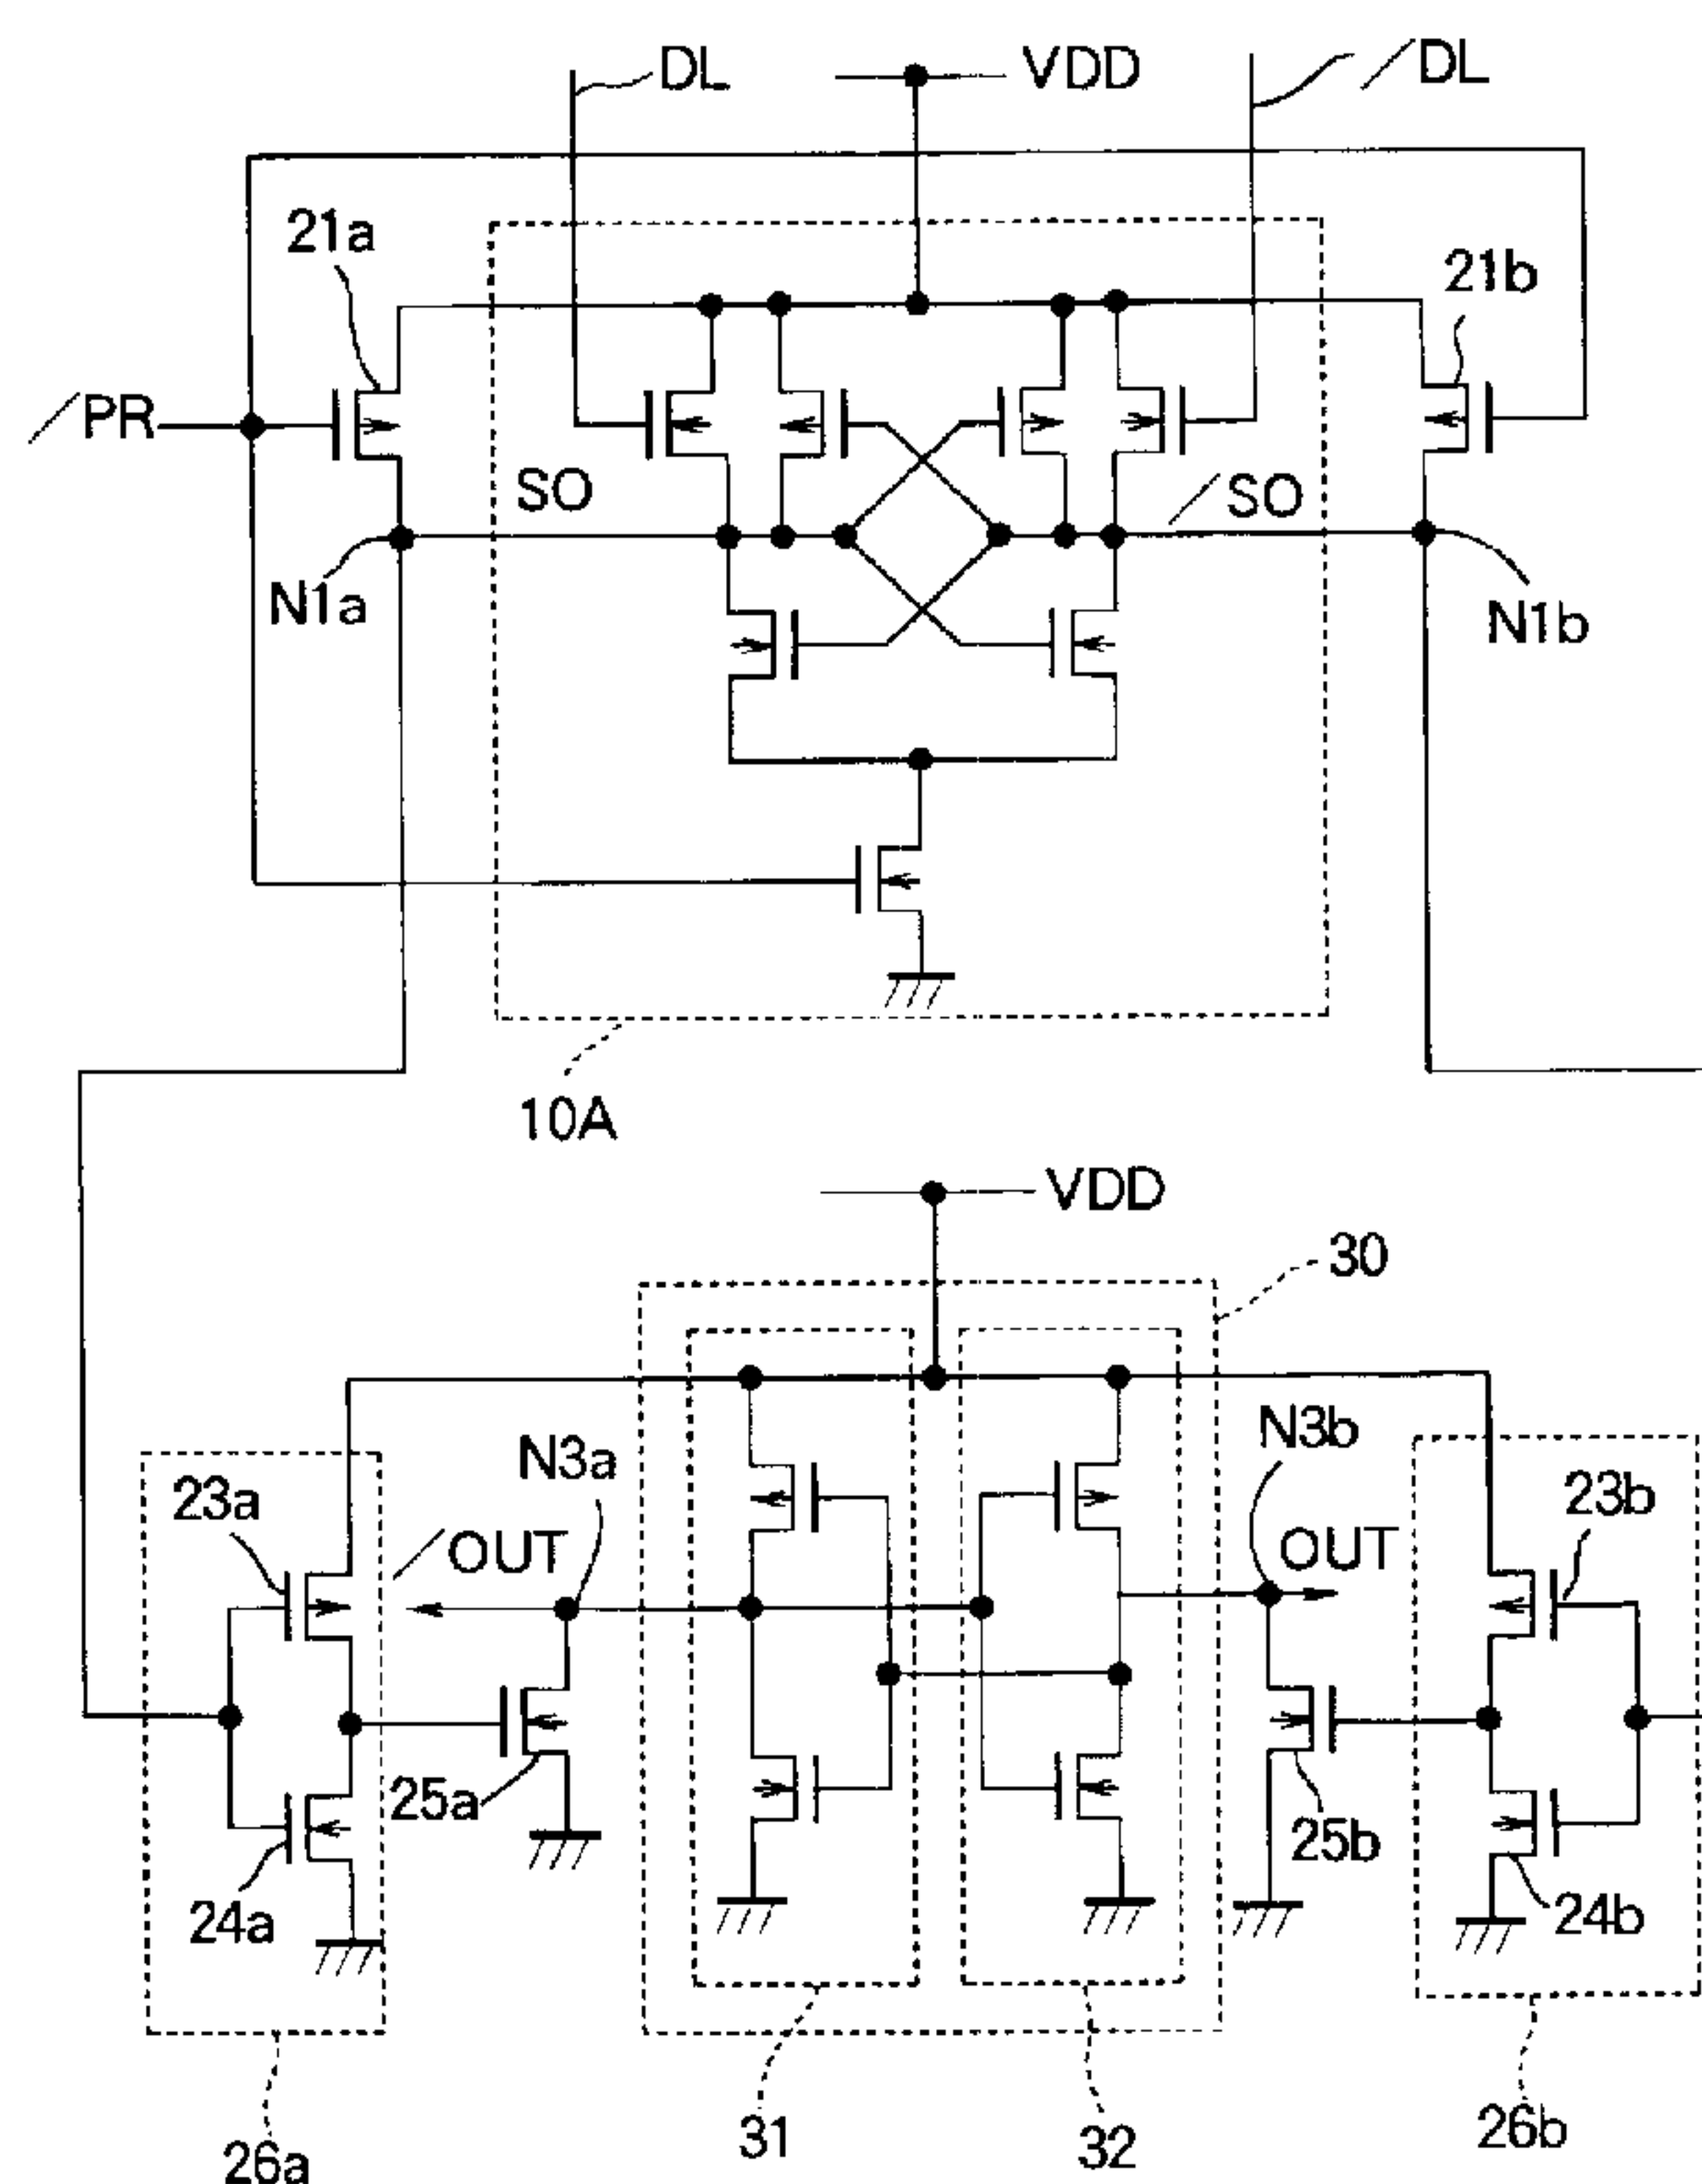 DL
VDD
/DL
21a
21b
/PR
SO
/SO
N1a
N1b
10A
VDD
30
N3a
N3b
23a
23b
/OUT
OUT
25a
25b
24a
24b
31
32
26a
26b